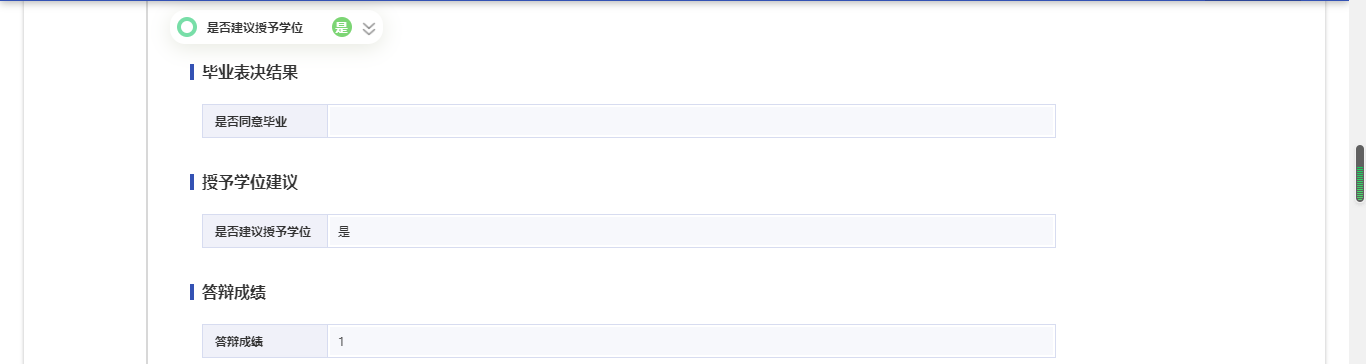 是否建议授予学位 是
毕业表决结果
是否同意毕业
授予学位建议
是否建议授予学位 是
答辩成绩
答辩成绩 1